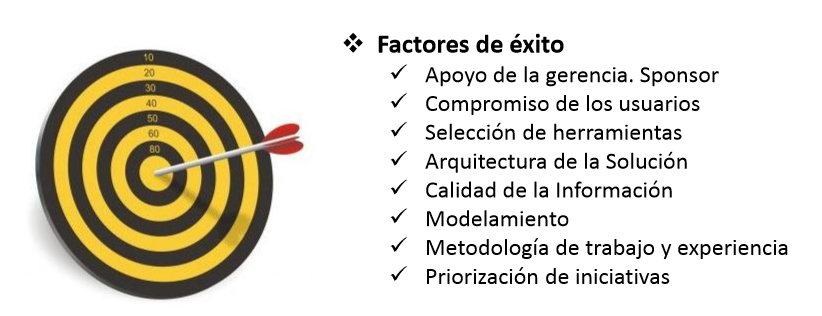 10
20
30
40
50
60
80
❖ Factores de éxito
✓ Apoyo de la gerencia. Sponsor
✓ Compromiso de los usuarios
✓ Selección de herramientas
✓ Arquitectura de la Solución
✓ Calidad de la Información
✓ Modelamiento
✓ Metodología de trabajo y experiencia
✓ Priorización de iniciativas